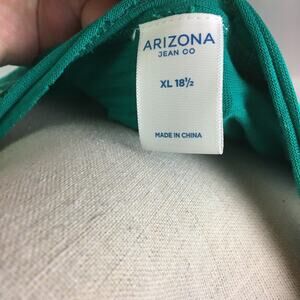 ARIZONA
JEAN CO
XL 18½
MADE IN CHINA